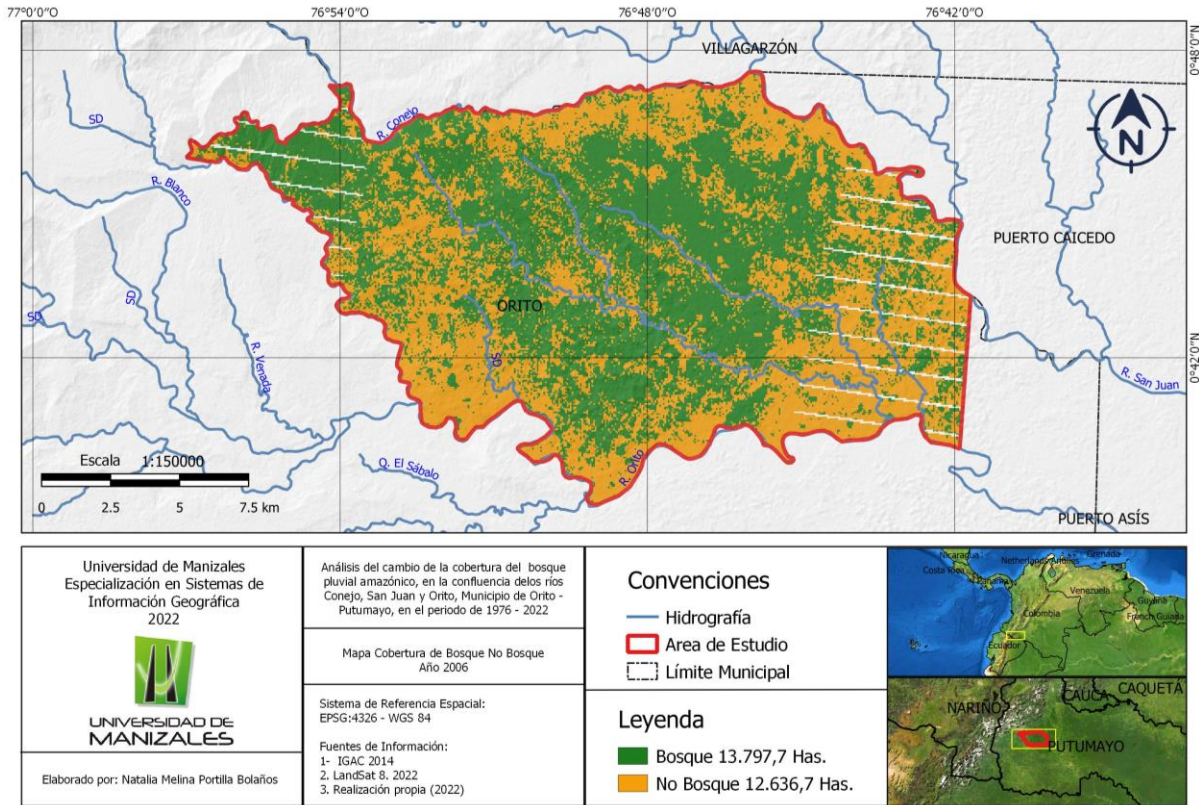 77°0'0"O
76°54'0"O
76°48'0"O
76°42'0"O
0°48'0"N
0°42'0"N
VILLAGARZÓN
SD
R. Conejo
N
R. Blanco
PUERTO CAICEDO
SD
SD
ORITO
R. Venada
SD
R. San Juan
Escala 1:150000
0 2.5 5 7.5 km
Q. El Sábalo
R. Orito
PUERTO ASÍS
Universidad de Manizales
Especialización en Sistemas de
Información Geográfica
2022
UNIVERSIDAD DE
MANIZALES
Elaborado por: Natalia Melina Portilla Bolaños
Análisis del cambio de la cobertura del bosque
pluvial amazónico, en la confluencia delos ríos
Conejo, San Juan y Orito, Municipio de Orito -
Putumayo, en el periodo de 1976 - 2022
Mapa Cobertura de Bosque No Bosque
Año 2006
Sistema de Referencia Espacial:
EPSG:4326 - WGS 84
Fuentes de Información:
1- IGAC 2014
2. LandSat 8. 2022
3. Realización propia (2022)
Convenciones
Hidrografía
Area de Estudio
Límite Municipal
Leyenda
Bosque 13.797,7 Has.
No Bosque 12.636,7 Has.
Nicaragua
Netherlands Antilles
Grenada
Costa Rica
Panama
Venezuela
Guyana
Colombia
French Guiana
Ecuador
NARIÑO
CAUCA
CAQUETÁ
PUTUMAYO